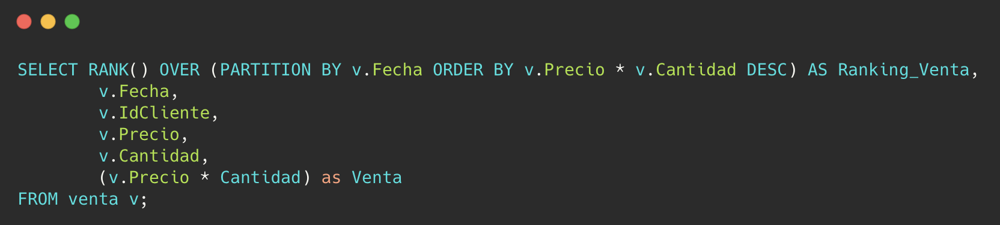 SELECT RANK() OVER (PARTITION BY v.Fecha ORDER BY v.Precio * v.Cantidad DESC) AS Ranking_Venta,
v.Fecha,
v.IdCliente,
v.Precio,
v.Cantidad,
(v.Precio * Cantidad) as Venta
FROM venta v;